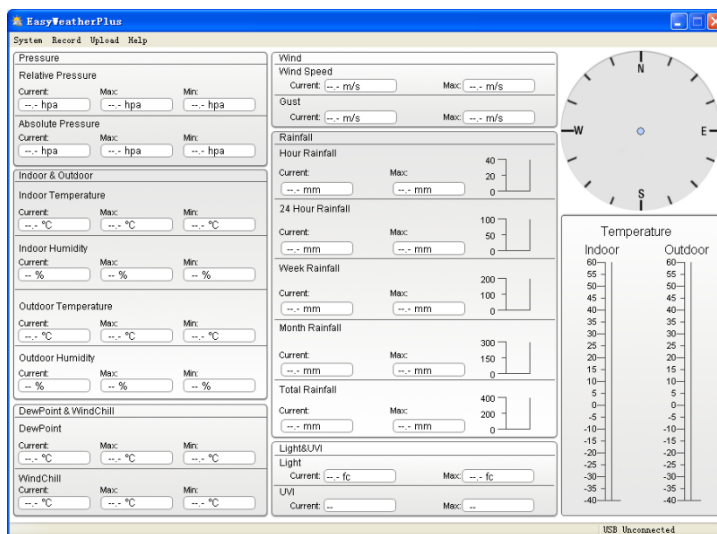 EasyWeatherPlus
System Record Upload Help
Pressure
Relative Pressure
Current: Max: Min:
--.- hpa --.- hpa --.- hpa
Absolute Pressure
Current: Max: Min:
--.- hpa --.- hpa --.- hpa
Indoor & Outdoor
Indoor Temperature
Current: Max: Min:
--.- °C --.- °C --.- °C
Indoor Humidity
Current: Max: Min:
-- % -- % -- %
Outdoor Temperature
Current: Max: Min:
--.- °C --.- °C --.- °C
Outdoor Humidity
Current: Max: Min:
-- % -- % -- %
DewPoint & WindChill
DewPoint
Current: Max: Min:
--.- °C --.- °C --.- °C
WindChill
Current: Max: Min:
--.- °C --.- °C --.- °C
Wind
Wind Speed
Current: --.- m/s Max: --.- m/s
Gust
Current: --.- m/s Max: --.- m/s
Rainfall
Hour Rainfall
Current: Max:
--.- mm --.- mm
40
20
0
24 Hour Rainfall
Current: Max:
--.- mm --.- mm
100
50
0
Week Rainfall
Current: Max:
--.- mm --.- mm
200
100
0
Month Rainfall
Current: Max:
--.- mm --.- mm
300
150
0
Total Rainfall
Current: Max:
--.- mm --.- mm
400
200
0
Light&UVI
Light
Current: --.- fc Max: --.- fc
UVI
Current: -- Max: --
N
W E
S
Temperature
Indoor Outdoor
60 60
55 55
50 50
45 45
40 40
35 35
30 30
25 25
20 20
15 15
10 10
5 5
0 0
-5 -5
-10 -10
-15 -15
-20 -20
-25 -25
-30 -30
-35 -35
-40 -40
USB Unconnected